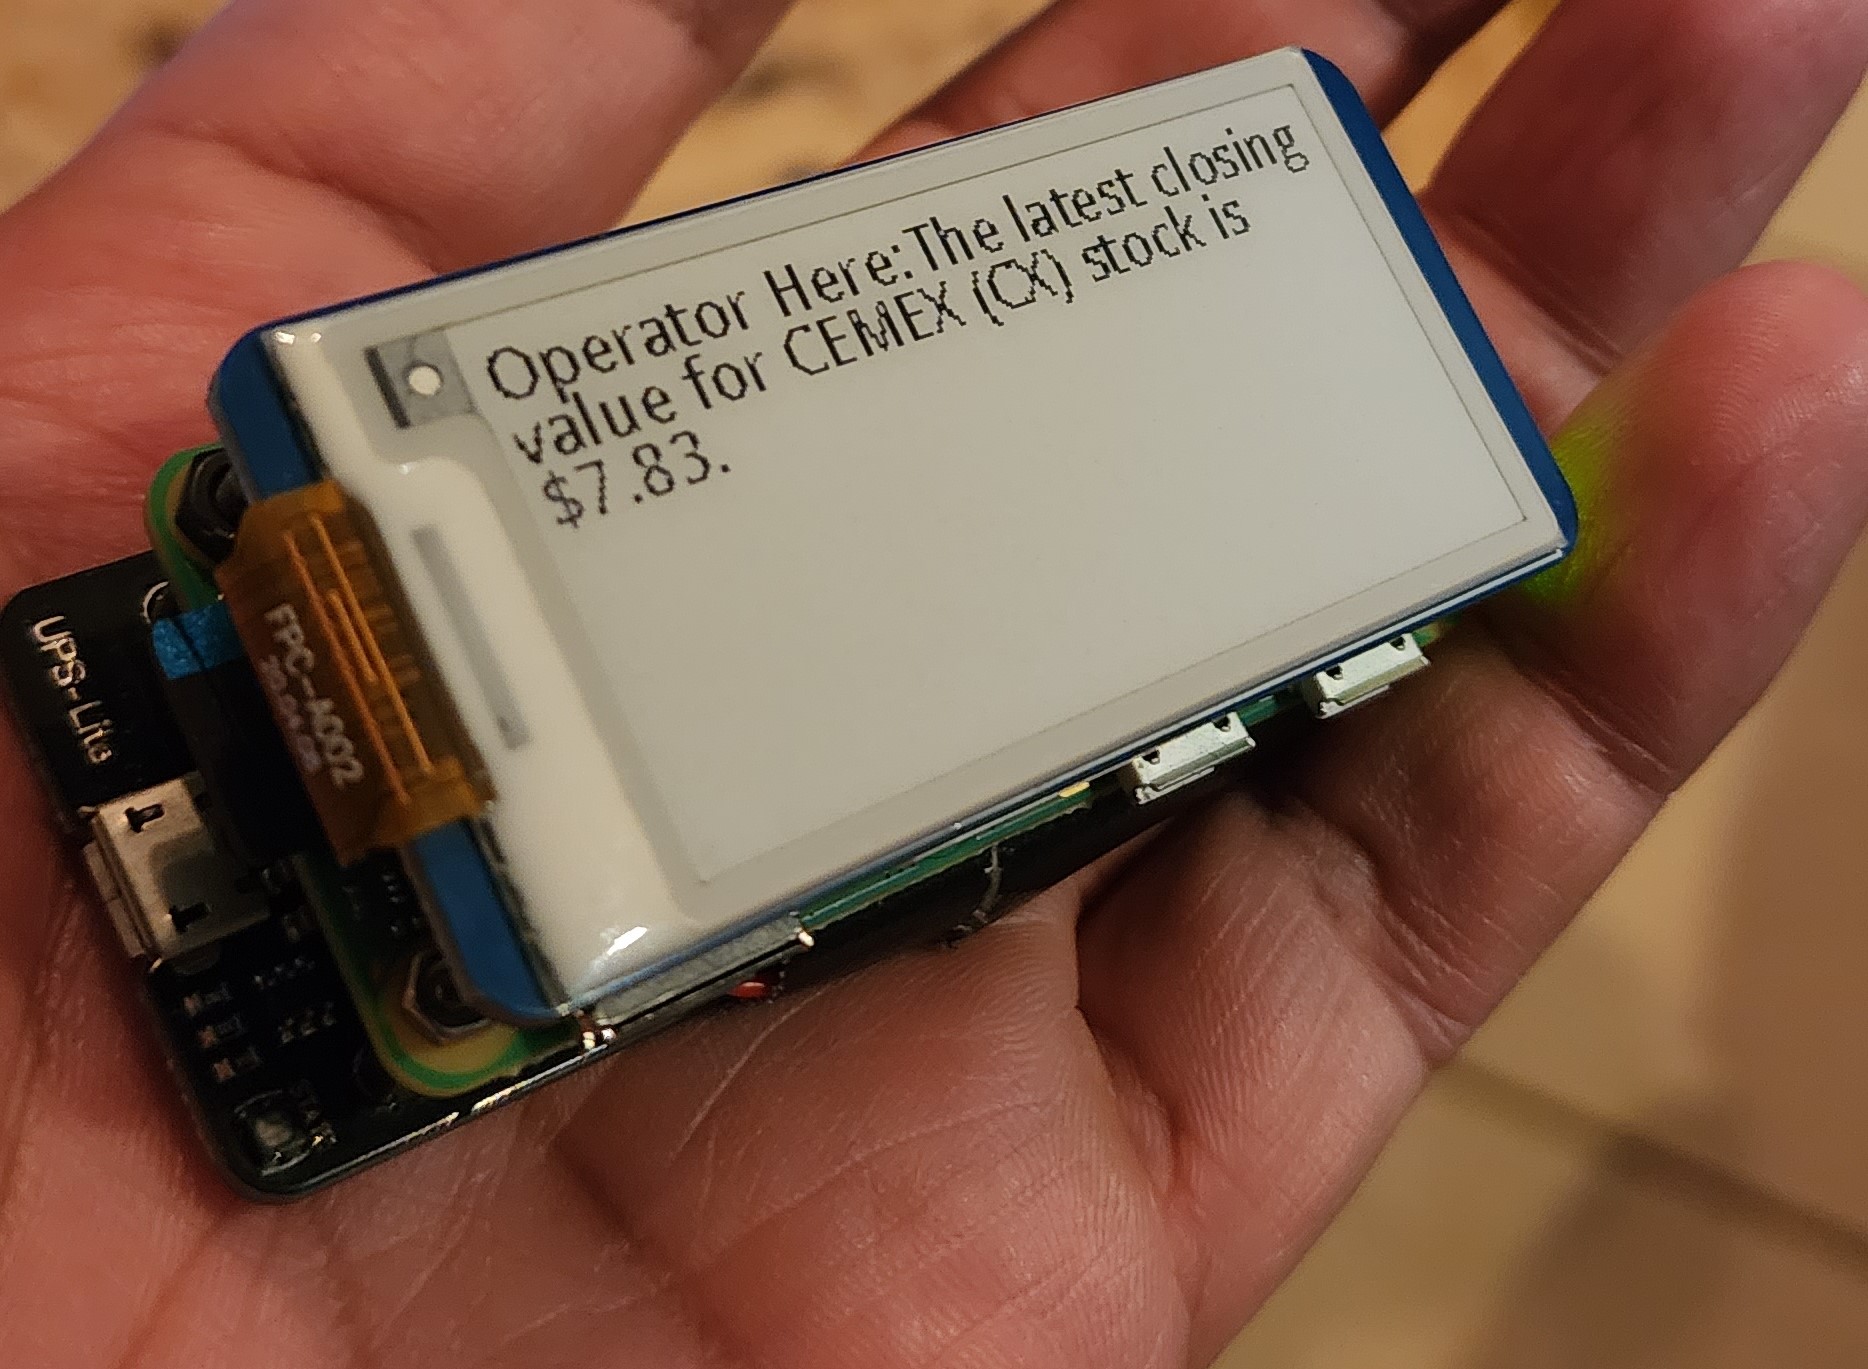 Operator Here:The latest closing
value for CEMEX (CX) stock is
$7.83.
FPC-A002
UPS-Lite